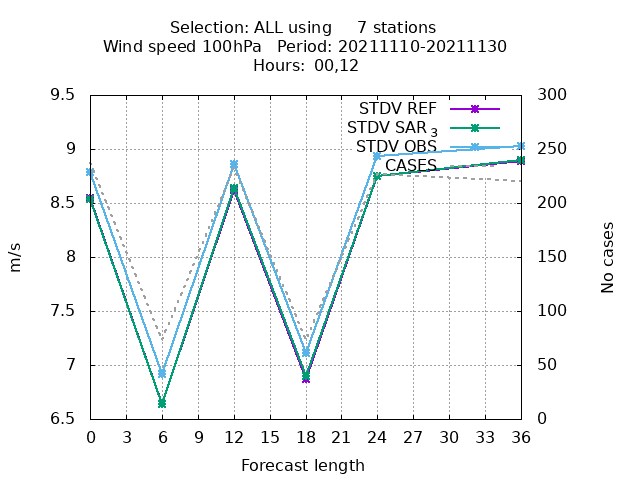 Selection: ALL using     7 stations
Wind speed 100hPa   Period: 20211110-20211130
Hours:  00,12
9.5
9
8.5
8
7.5
7
6.5
m/s
300
250
200
150
100
50
0
No cases
STDV REF
STDV SAR 3
STDV OBS
CASES
0 3 6 9 12 15 18 21 24 27 30 33 36
Forecast length